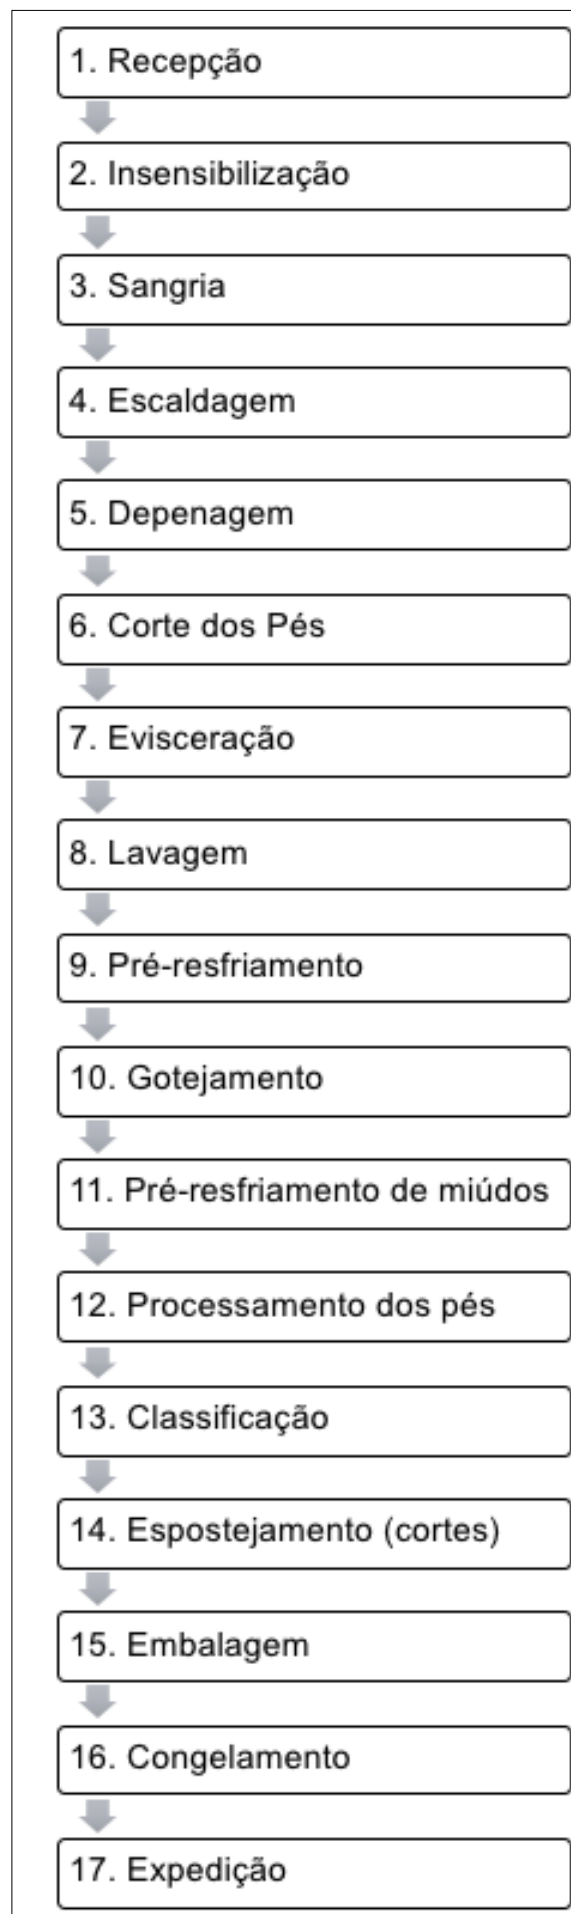 1. Recepção
2. Insensibilização
3. Sangria
4. Escaldagem
5. Depenagem
6. Corte dos Pés
7. Evisceração
8. Lavagem
9. Pré-resfriamento
10. Gotejamento
11. Pré-resfriamento de miúdos
12. Processamento dos pés
13. Classificação
14. Espostejamento (cortes)
15. Embalagem
16. Congelamento
17. Expedição